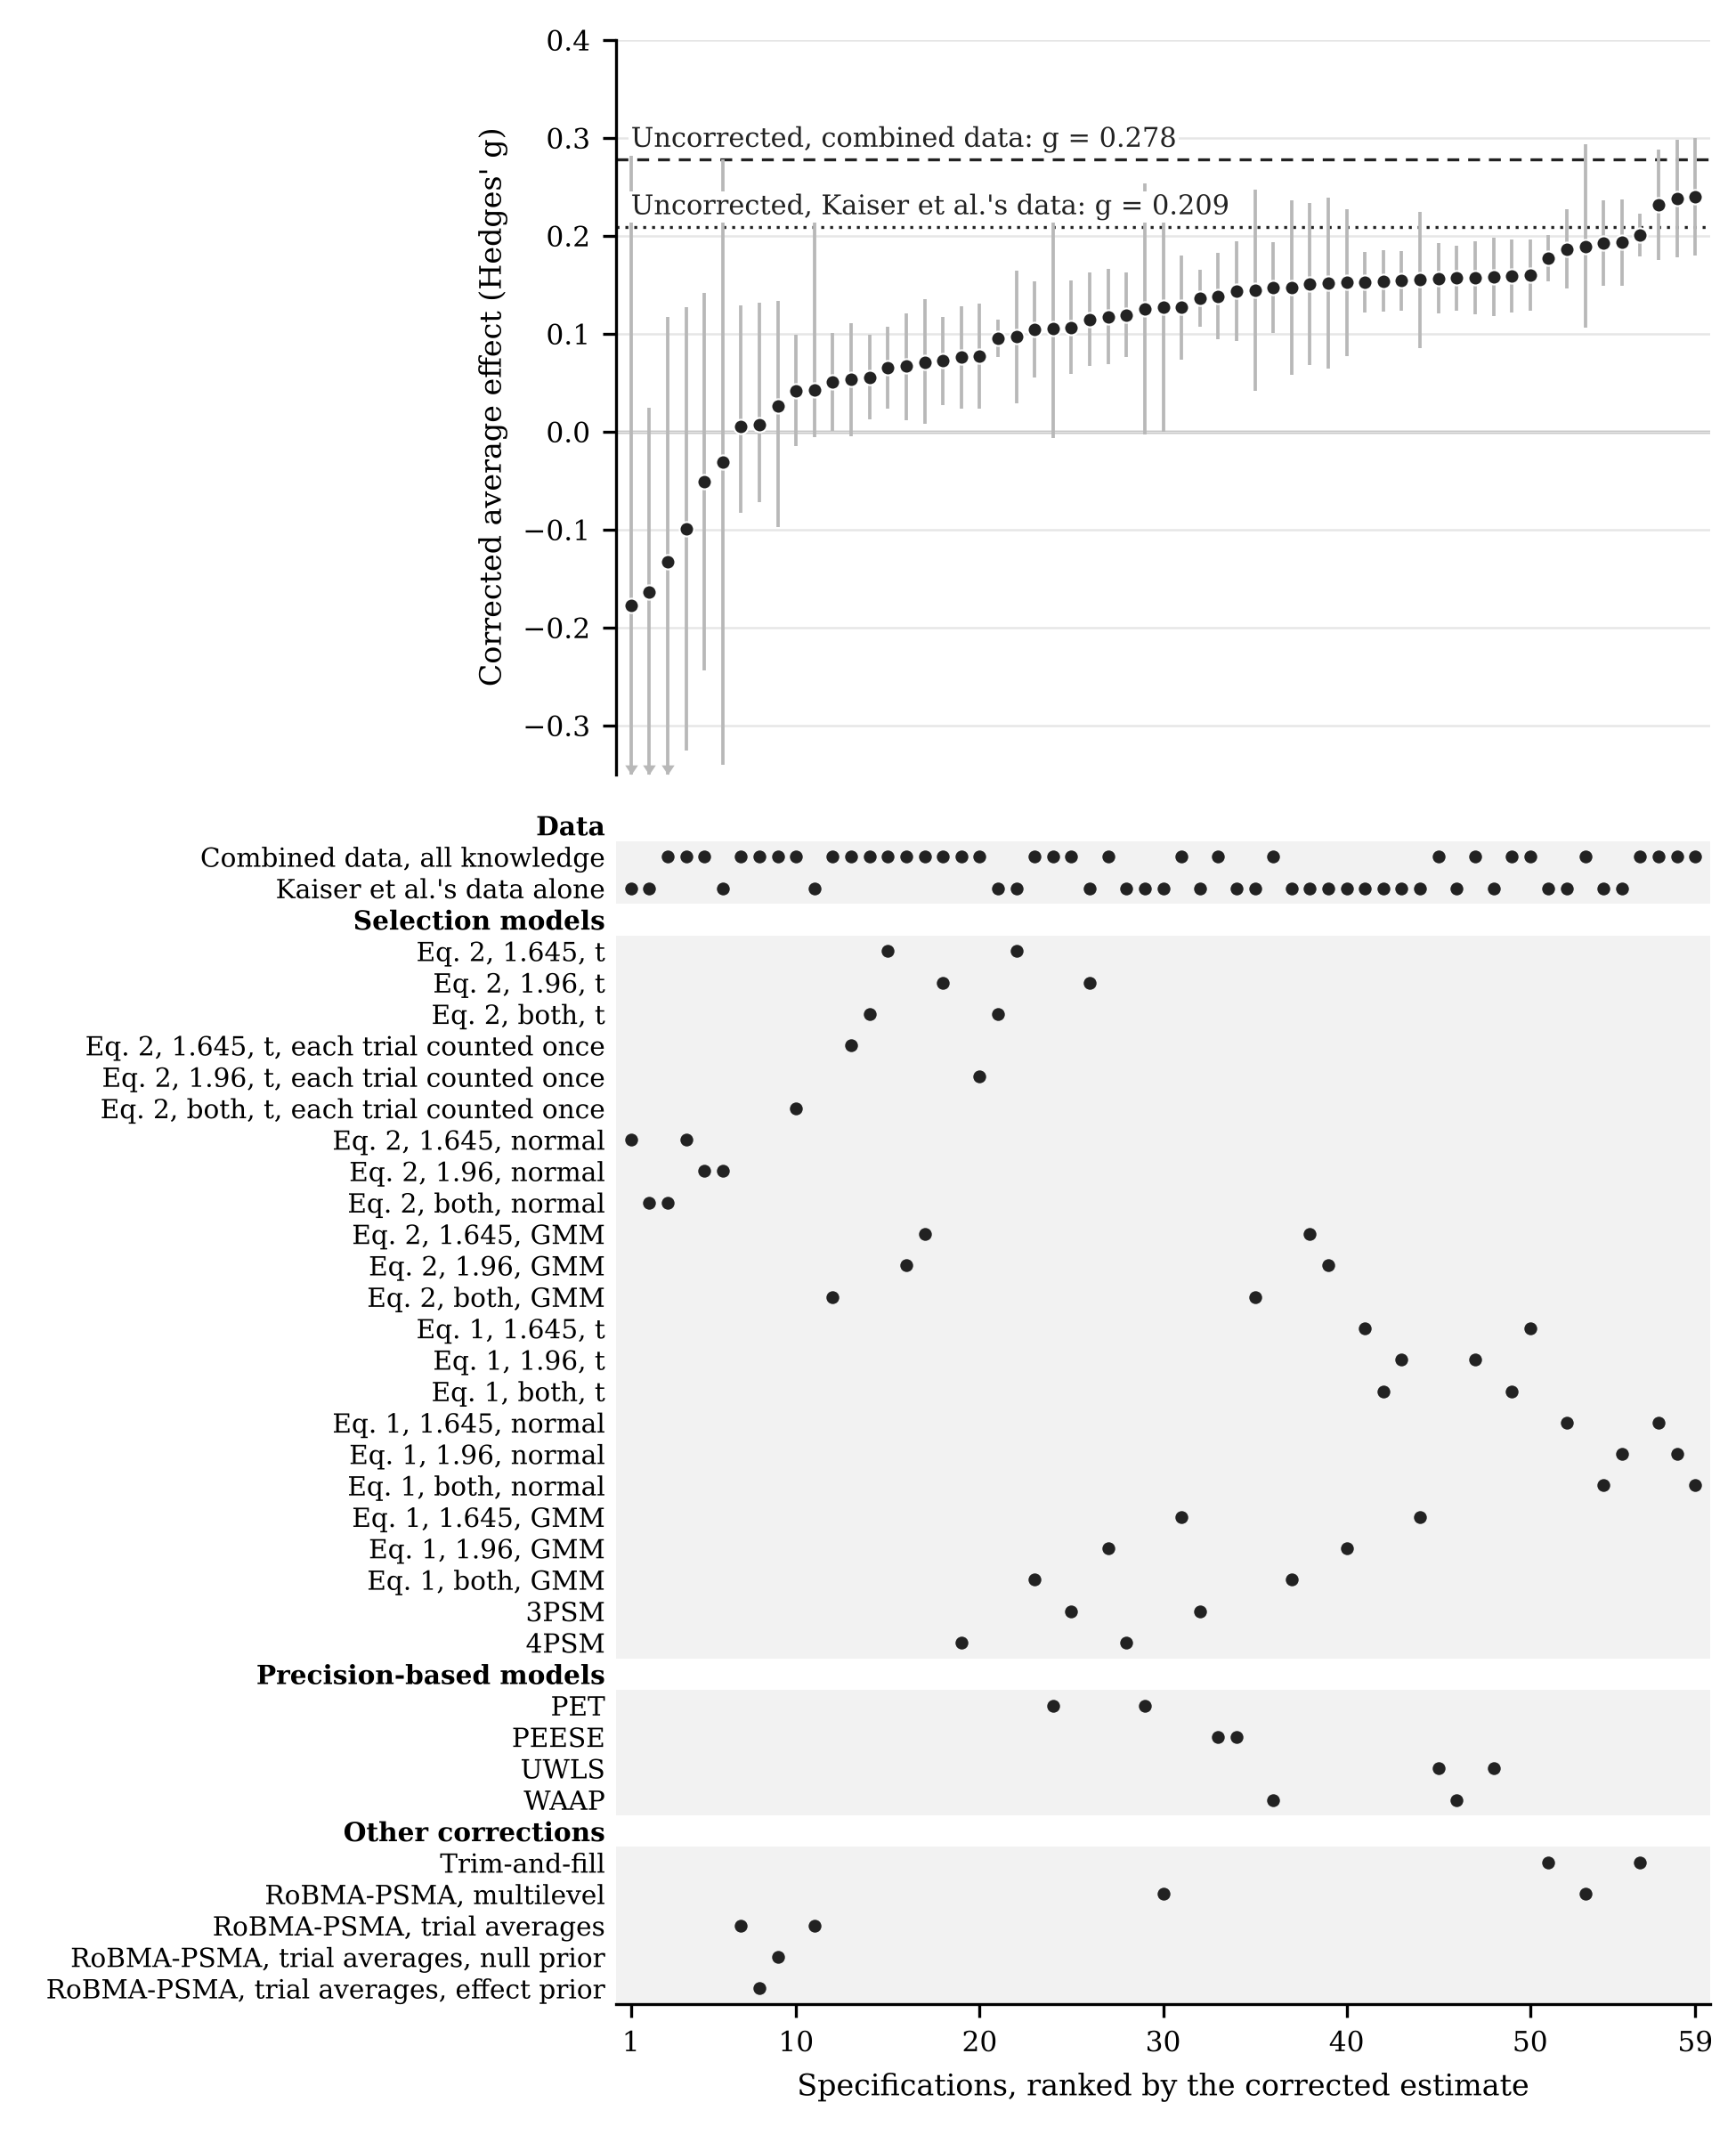 0.4
0.3
0.2
0.1
0.0
−0.1
−0.2
−0.3
Corrected average effect (Hedges' g)
Uncorrected, combined data: g = 0.278
Uncorrected, Kaiser et al.'s data: g = 0.209
Data
Combined data, all knowledge
Kaiser et al.'s data alone
Selection models
Eq. 2, 1.645, t
Eq. 2, 1.96, t
Eq. 2, both, t
Eq. 2, 1.645, t, each trial counted once
Eq. 2, 1.96, t, each trial counted once
Eq. 2, both, t, each trial counted once
Eq. 2, 1.645, normal
Eq. 2, 1.96, normal
Eq. 2, both, normal
Eq. 2, 1.645, GMM
Eq. 2, 1.96, GMM
Eq. 2, both, GMM
Eq. 1, 1.645, t
Eq. 1, 1.96, t
Eq. 1, both, t
Eq. 1, 1.645, normal
Eq. 1, 1.96, normal
Eq. 1, both, normal
Eq. 1, 1.645, GMM
Eq. 1, 1.96, GMM
Eq. 1, both, GMM
3PSM
4PSM
Precision-based models
PET
PEESE
UWLS
WAAP
Other corrections
Trim-and-fill
RoBMA-PSMA, multilevel
RoBMA-PSMA, trial averages
RoBMA-PSMA, trial averages, null prior
RoBMA-PSMA, trial averages, effect prior
1 10 20 30 40 50 59
Specifications, ranked by the corrected estimate